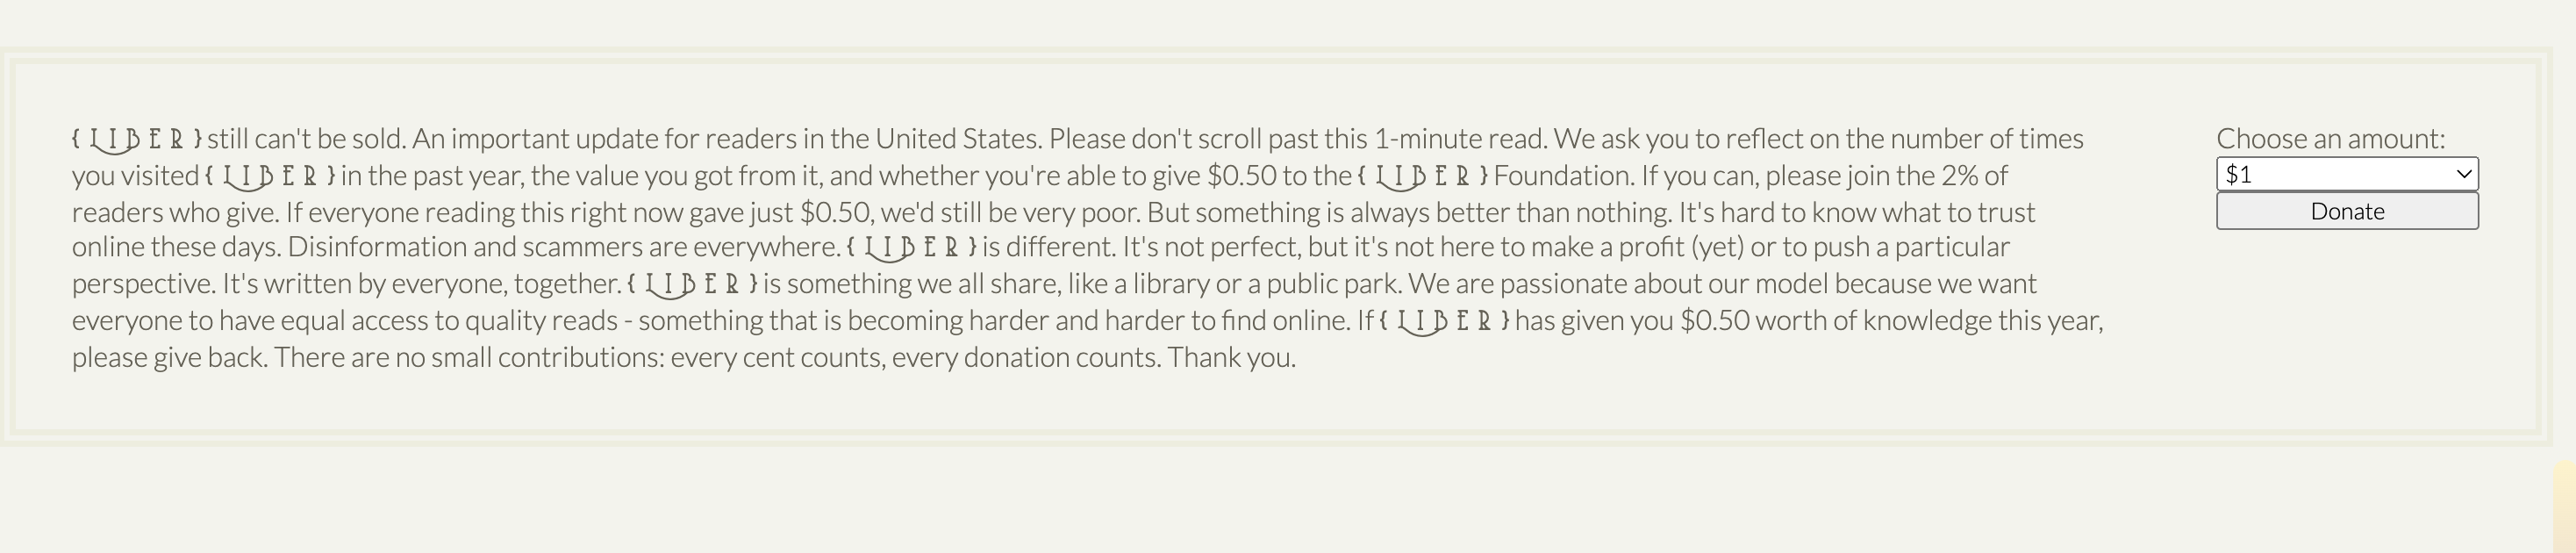 { LIBER } still can't be sold. An important update for readers in the United States. Please don't scroll past this 1-minute read. We ask you to reflect on the number of times
you visited { LIBER } in the past year, the value you got from it, and whether you're able to give $0.50 to the { LIBER } Foundation. If you can, please join the 2% of
readers who give. If everyone reading this right now gave just $0.50, we'd still be very poor. But something is always better than nothing. It's hard to know what to trust
online these days. Disinformation and scammers are everywhere. { LIBER } is different. It's not perfect, but it's not here to make a profit (yet) or to push a particular
perspective. It's written by everyone, together. { LIBER } is something we all share, like a library or a public park. We are passionate about our model because we want
everyone to have equal access to quality reads - something that is becoming harder and harder to find online. If { LIBER } has given you $0.50 worth of knowledge this year,
please give back. There are no small contributions: every cent counts, every donation counts. Thank you.
Choose an amount:
$1
Donate